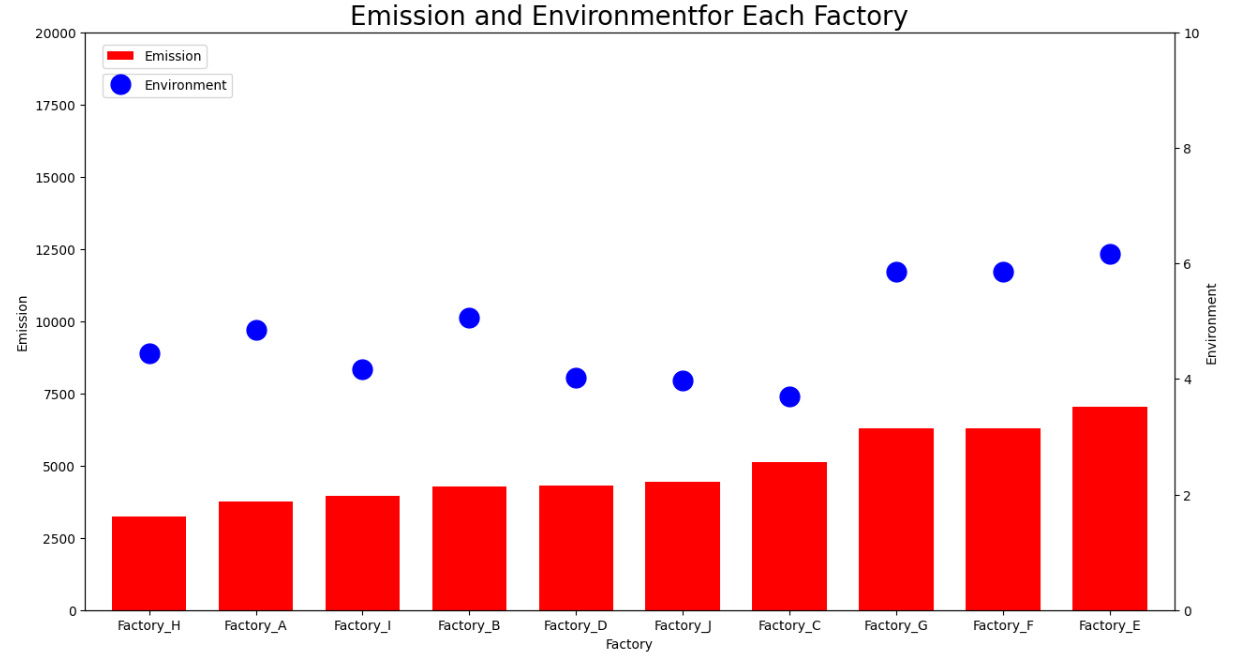 Emission and Environmentfor Each Factory
Emission
Environment
20000
17500
15000
12500
10000
7500
5000
2500
0
Emission
10
8
6
4
2
0
Environment
Factory_H Factory_A Factory_I Factory_B Factory_D Factory_J Factory_C Factory_G Factory_F Factory_E
Factory